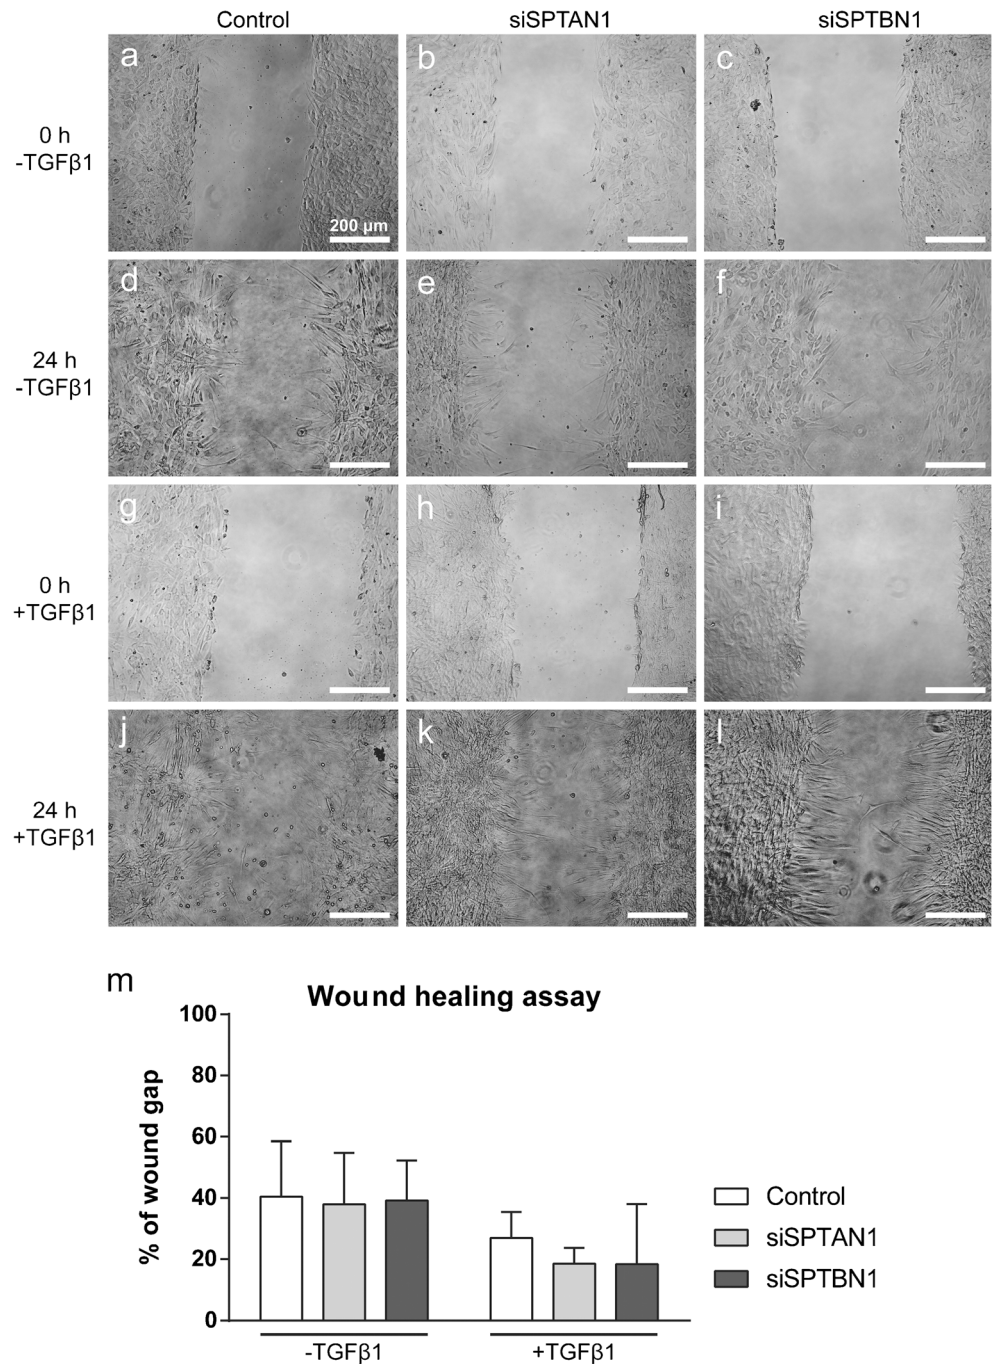 Control
siSPTAN1
siSPTBN1
a
b
c
0 h
-TGFβ1
200 µm
d
e
f
24 h
-TGFβ1
g
h
i
0 h
+TGFβ1
j
k
l
24 h
+TGFβ1
m
Wound healing assay
% of wound gap
100
80
60
40
20
0
-TGFβ1
+TGFβ1
Control
siSPTAN1
siSPTBN1